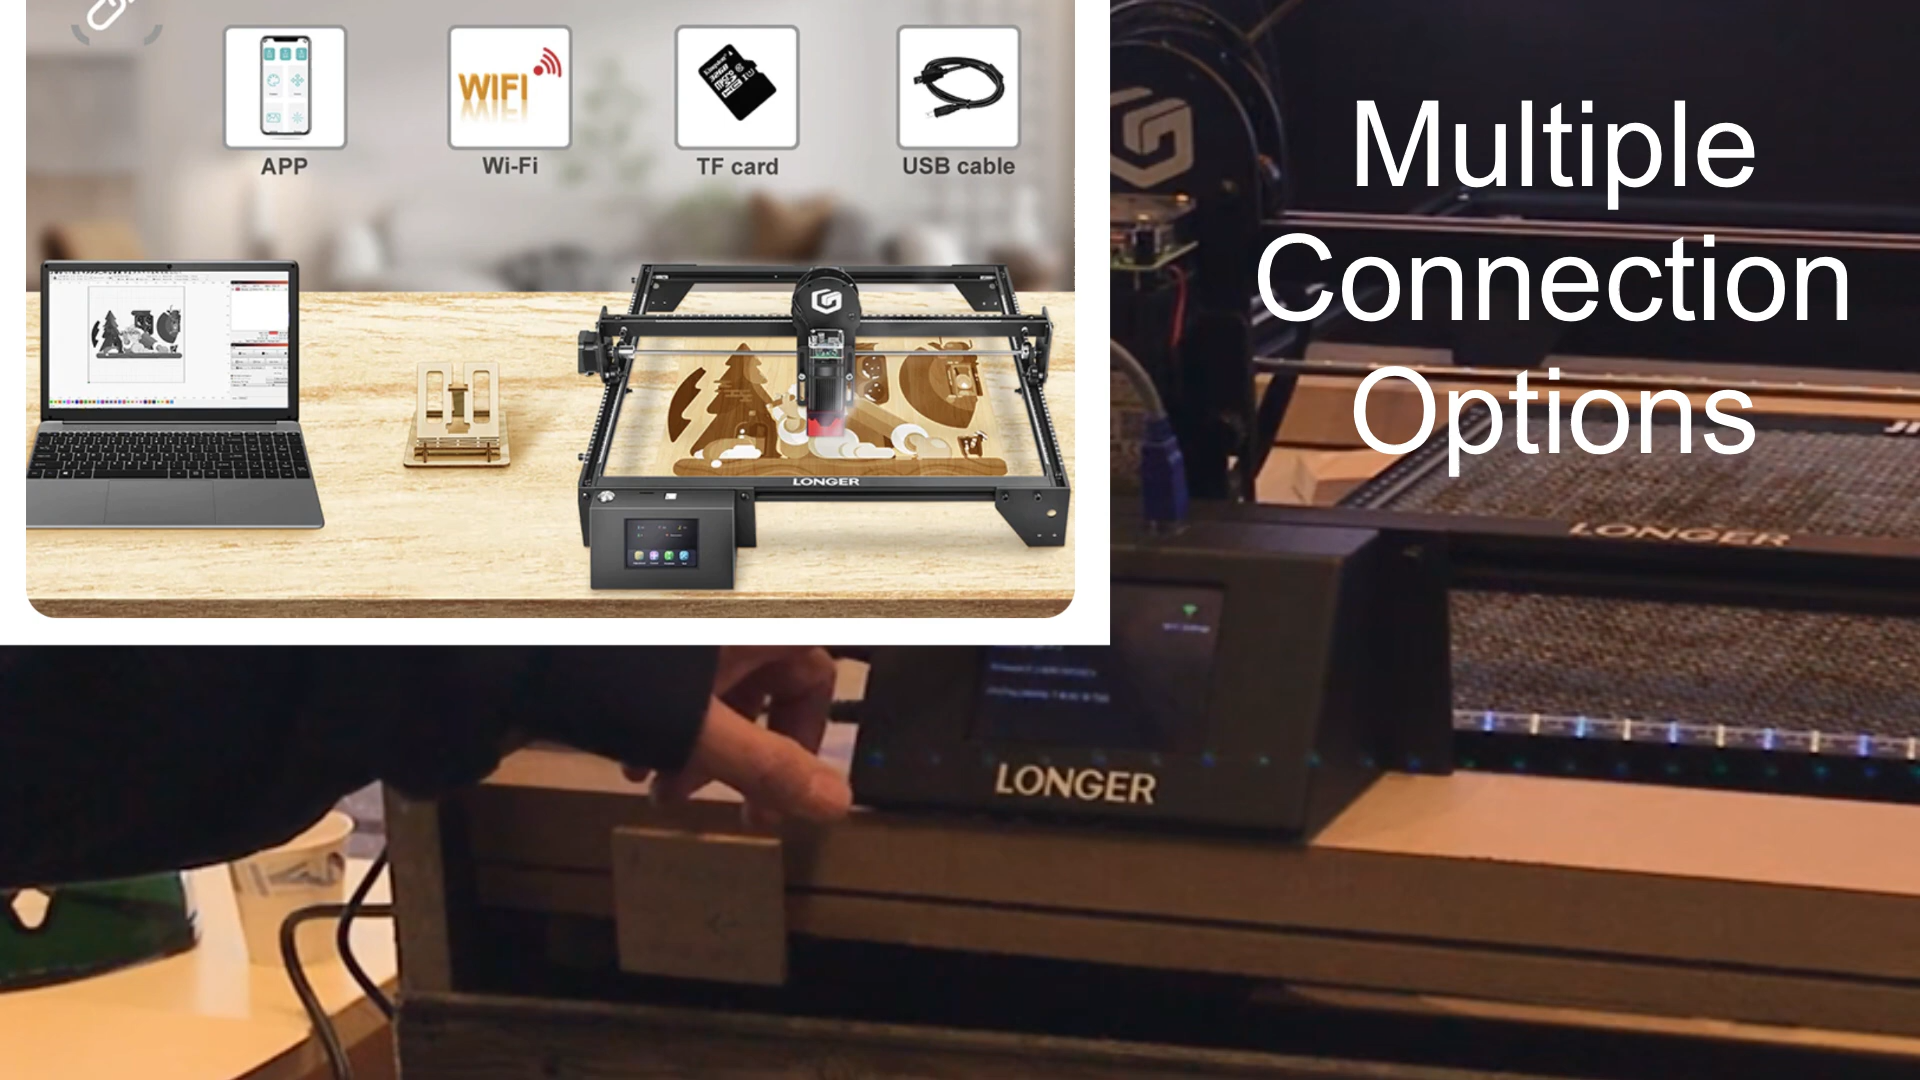 WIFI
APP
Wi-Fi
TF card
USB cable
LONGER
Multiple
Connection
Options
LONGER
LONGER